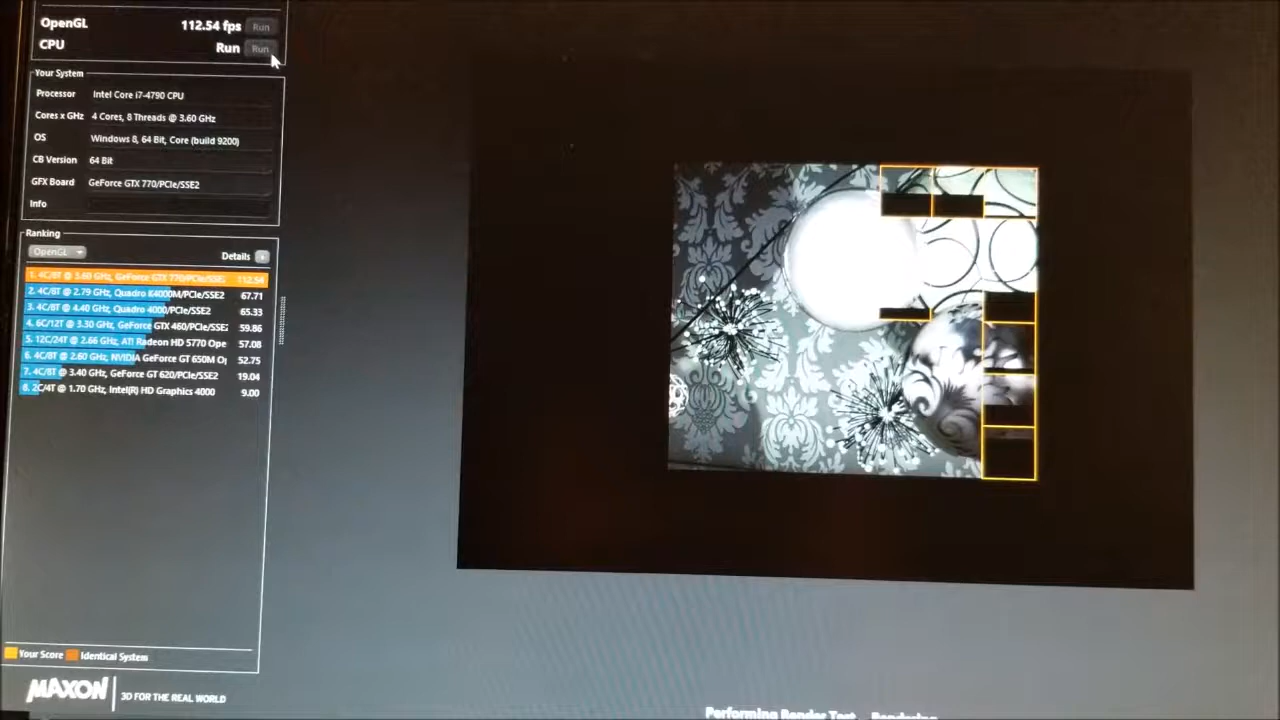 OpenGL 112.54 fps Run
CPU Run Run
Your System
Processor Intel Core i7-4790 CPU
Cores x GHz 4 Cores, 8 Threads @ 3.60 GHz
OS Windows 8, 64 Bit, Core (build 9200)
CB Version 64 Bit
GFX Board GeForce GTX 770/PCIe/SSE2
Info
Ranking
OpenGL Details
1. 4C/8T @ 3.60 GHz, GeForce GTX 770/PCIe/SSE2 112.54
2. 4C/8T @ 2.79 GHz, Quadro K4000M/PCIe/SSE2 67.71
3. 4C/8T @ 4.40 GHz, Quadro 4000/PCIe/SSE2 65.33
4. 6C/12T @ 3.30 GHz, GeForce GTX 460/PCIe/SSE2 59.86
5. 12C/24T @ 2.66 GHz, ATI Radeon HD 5770 Ope 57.08
6. 4C/8T @ 2.60 GHz, NVIDIA GeForce GT 650M Op 52.75
7. 4C/8T @ 3.40 GHz, GeForce GT 620/PCIe/SSE2 19.04
8. 2C/4T @ 1.70 GHz, Intel(R) HD Graphics 4000 9.00
Your Score Identical System
MAXON 3D FOR THE REAL WORLD
Performing Render Test... Rendering